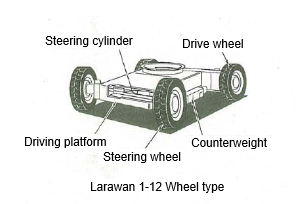 Steering cylinder
Drive wheel
Driving platform
Counterweight
Steering wheel
Larawan 1-12 Wheel type